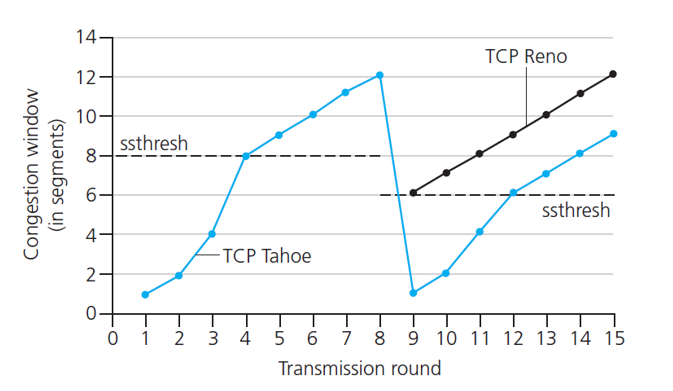 14
12
10
8
6
4
2
0
Congestion window
(in segments)
ssthresh
TCP Tahoe
TCP Reno
ssthresh
0 1 2 3 4 5 6 7 8 9 10 11 12 13 14 15
Transmission round